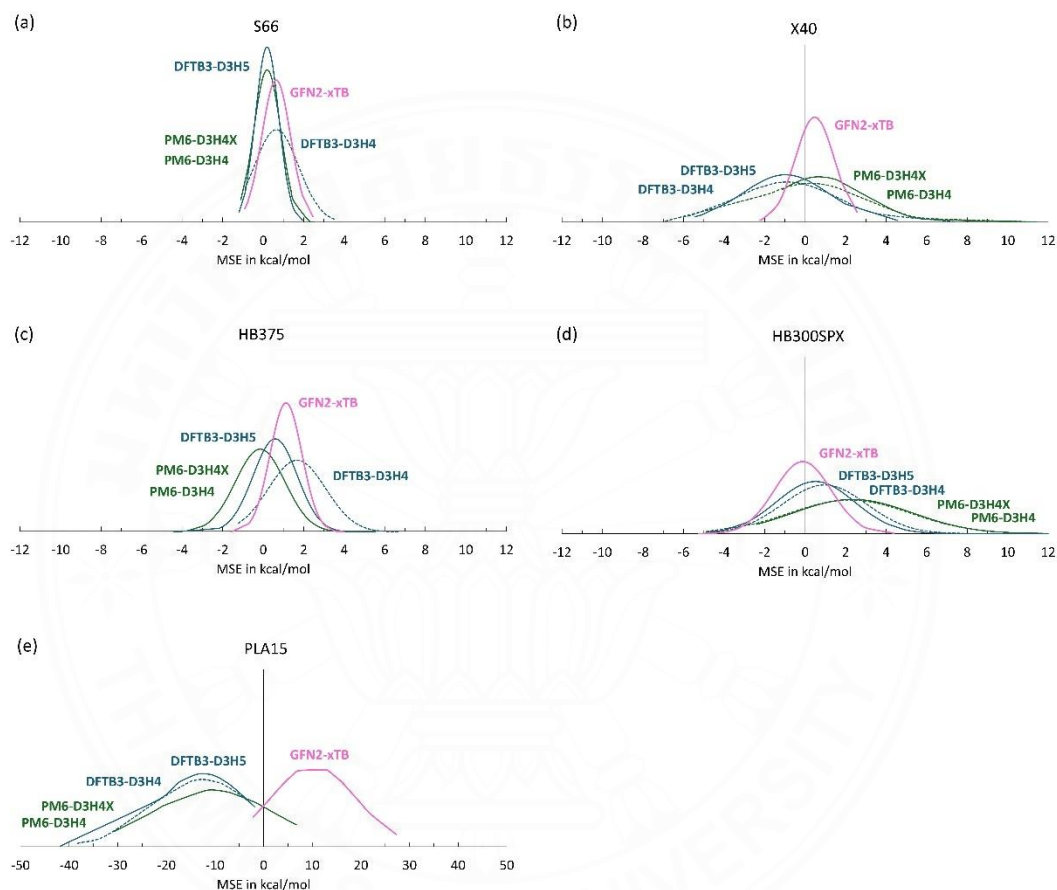 (a)
S66
DFTB3-D3H5
GFN2-xTB
PM6-D3H4X
DFTB3-D3H4
PM6-D3H4
-12 -10 -8 -6 -4 -2 0 2 4 6 8 10 12
MSE in kcal/mol
(b)
X40
GFN2-xTB
DFTB3-D3H5
PM6-D3H4X
DFTB3-D3H4
PM6-D3H4
-12 -10 -8 -6 -4 -2 0 2 4 6 8 10 12
MSE in kcal/mol
(c)
HB375
GFN2-xTB
DFTB3-D3H5
PM6-D3H4X
DFTB3-D3H4
PM6-D3H4
-12 -10 -8 -6 -4 -2 0 2 4 6 8 10 12
MSE in kcal/mol
(d)
HB300SPX
GFN2-xTB
DFTB3-D3H5
DFTB3-D3H4
PM6-D3H4X
PM6-D3H4
-12 -10 -8 -6 -4 -2 0 2 4 6 8 10 12
MSE in kcal/mol
(e)
PLA15
DFTB3-D3H5
GFN2-xTB
DFTB3-D3H4
PM6-D3H4X
PM6-D3H4
-50 -40 -30 -20 -10 0 10 20 30 40 50
MSE in kcal/mol